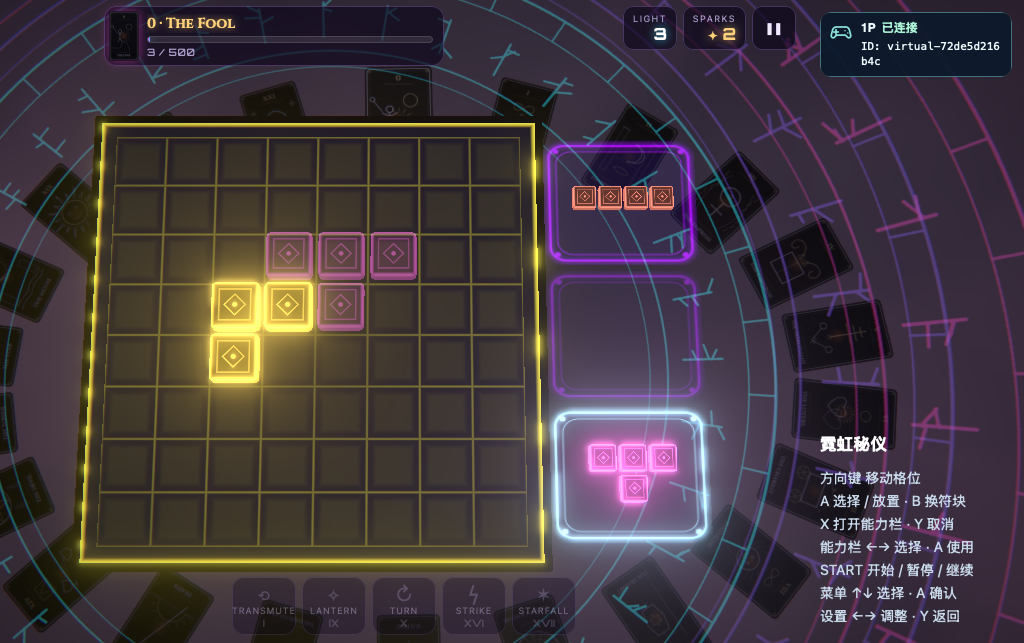 0 · THE FOOL
3 / 500
LIGHT
3
SPARKS
2
1P 已连接
ID: virtual-72de5d216
b4c
霓虹秘仪
方向键 移动格位
A 选择 / 放置 · B 换符块
X 打开能力栏 · Y 取消
能力栏 ←→ 选择 · A 使用
START 开始 / 暂停 / 继续
菜单 ↑↓ 选择 · A 确认
设置 ←→ 调整 · Y 返回
TRANSMUTE
I
LANTERN
IX
TURN
X
STRIKE
XVI
STARFALL
XVII